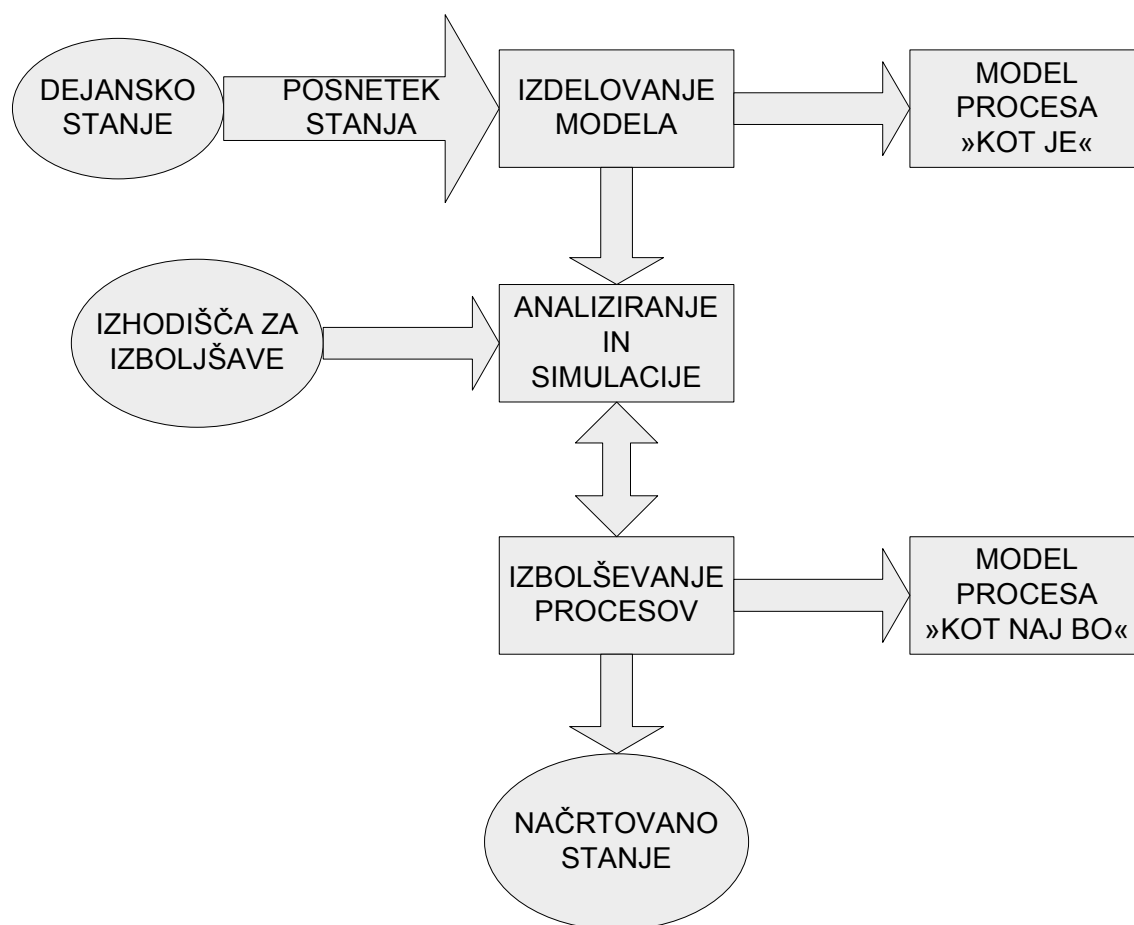 DEJANSKO
STANJE
POSNETEK
STANJA
IZDELOVANJE
MODELA
MODEL
PROCESA
»KOT JE«
IZHODIŠČA ZA
IZBOLJŠAVE
ANALIZIRANJE
IN
SIMULACIJE
IZBOLŠEVANJE
PROCESOV
MODEL
PROCESA
»KOT NAJ BO«
NAČRTOVANO
STANJE